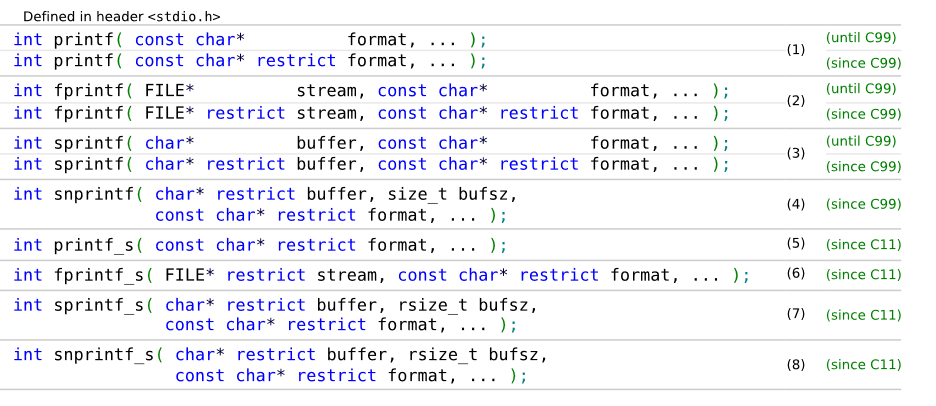 Defined in header <stdio.h>
int printf( const char*          format, ... ); (until C99)
(1)
int printf( const char* restrict format, ... ); (since C99)
int fprintf( FILE*          stream, const char*          format, ... ); (until C99)
(2)
int fprintf( FILE* restrict stream, const char* restrict format, ... ); (since C99)
int sprintf( char*          buffer, const char*          format, ... ); (until C99)
(3)
int sprintf( char* restrict buffer, const char* restrict format, ... ); (since C99)
int snprintf( char* restrict buffer, size_t bufsz,
(4) (since C99)
              const char* restrict format, ... );
int printf_s( const char* restrict format, ... ); (5) (since C11)
int fprintf_s( FILE* restrict stream, const char* restrict format, ... ); (6) (since C11)
int sprintf_s( char* restrict buffer, rsize_t bufsz,
(7) (since C11)
               const char* restrict format, ... );
int snprintf_s( char* restrict buffer, rsize_t bufsz,
(8) (since C11)
                const char* restrict format, ... );